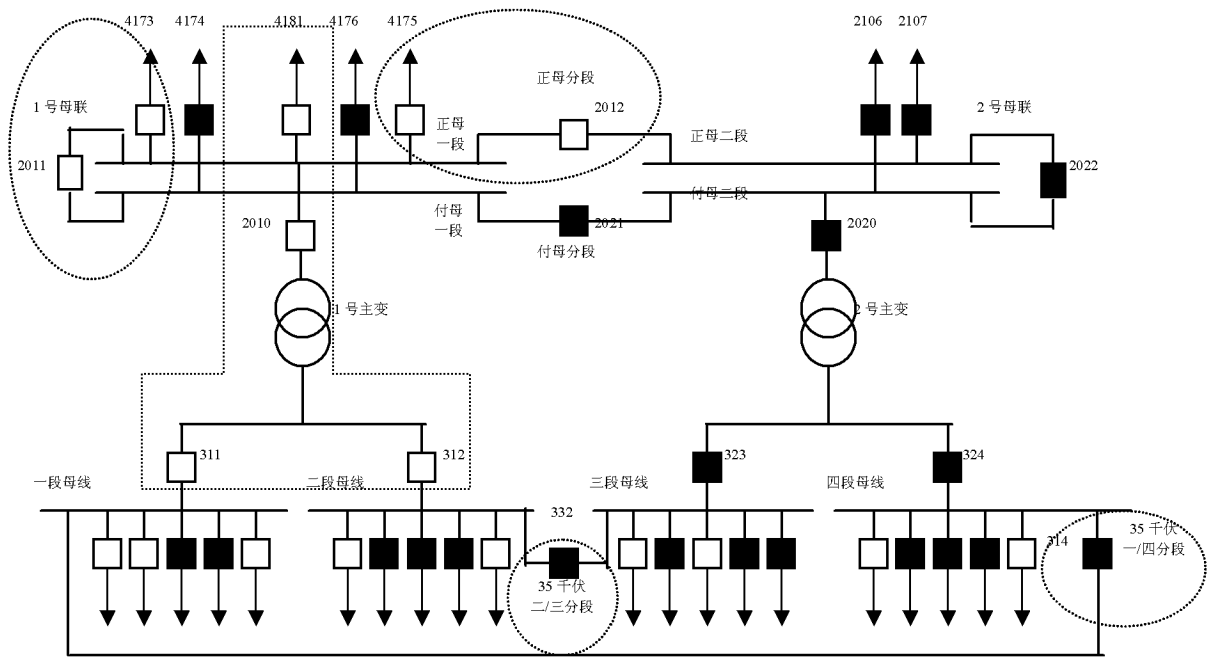 4173
4174
4181
4176
4175
2106
2107
正母分段
1 号母联
2012
2 号母联
正母
一段
正母二段
2011
2022
付母二段
付母
一段
2010
2021
2020
付母分段
1 号主变
2 号主变
311
312
323
324
一段母线
二段母线
三段母线
四段母线
332
314
35 千伏
一/四分段
35 千伏
二/三分段